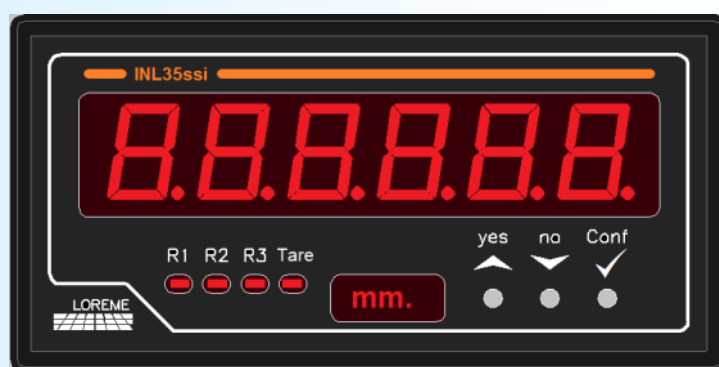 INL35ssi
8.8.8.8.8.8.
yes no Conf
R1 R2 R3 Tare
mm.
LOREME